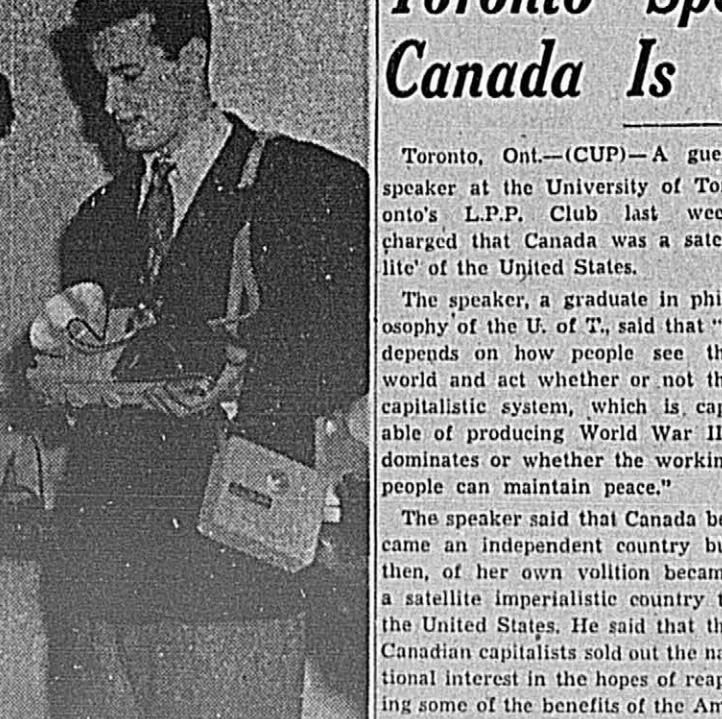 Toronto Spe
Canada Is
Toronto, Ont.—(CUP)—A gue
speaker at the University of Tor
onto's L.P.P. Club last wee
charged that Canada was a satel
lite' of the United States.
The speaker, a graduate in phil
osophy of the U. of T., said that "
depends on how people see th
world and act whether or not th
capitalistic system, which is cap
able of producing World War II
dominates or whether the workin
people can maintain peace."
The speaker said that Canada be
came an independent country bu
then, of her own volition becam
a satellite imperialistic country t
the United States. He said that th
Canadian capitalists sold out the na
tional interest in the hopes of reap
ing some of the benefits of the Am